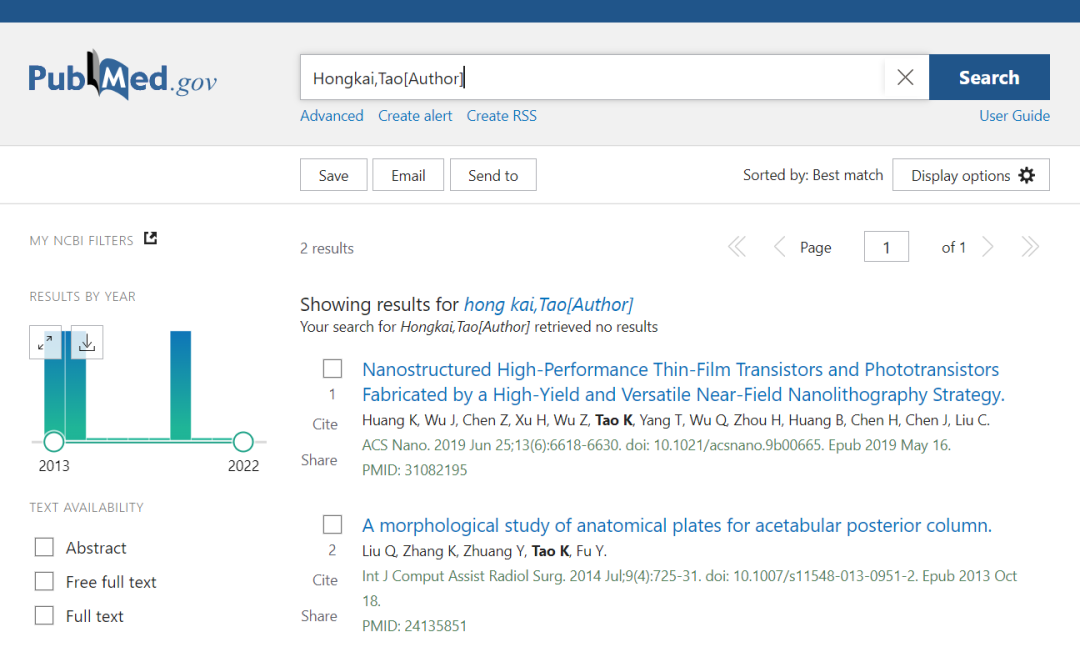 PubMed.gov
Hongkai,Tao[Author]
Search
Advanced Create alert Create RSS
User Guide
Save Email Send to
Sorted by: Best match Display options
MY NCBI FILTERS
2 results
Page 1 of 1
RESULTS BY YEAR
2013 2022
TEXT AVAILABILITY
Abstract
Free full text
Full text
Showing results for hong kai,Tao[Author]
Your search for Hongkai,Tao[Author] retrieved no results
1
Cite
Share
Nanostructured High-Performance Thin-Film Transistors and Phototransistors
Fabricated by a High-Yield and Versatile Near-Field Nanolithography Strategy.
Huang K, Wu J, Chen Z, Xu H, Wu Z, Tao K, Yang T, Wu Q, Zhou H, Huang B, Chen H, Chen J, Liu C.
ACS Nano. 2019 Jun 25;13(6):6618-6630. doi: 10.1021/acsnano.9b00665. Epub 2019 May 16.
PMID: 31082195
2
Cite
Share
A morphological study of anatomical plates for acetabular posterior column.
Liu Q, Zhang K, Zhuang Y, Tao K, Fu Y.
Int J Comput Assist Radiol Surg. 2014 Jul;9(4):725-31. doi: 10.1007/s11548-013-0951-2. Epub 2013 Oct
18.
PMID: 24135851